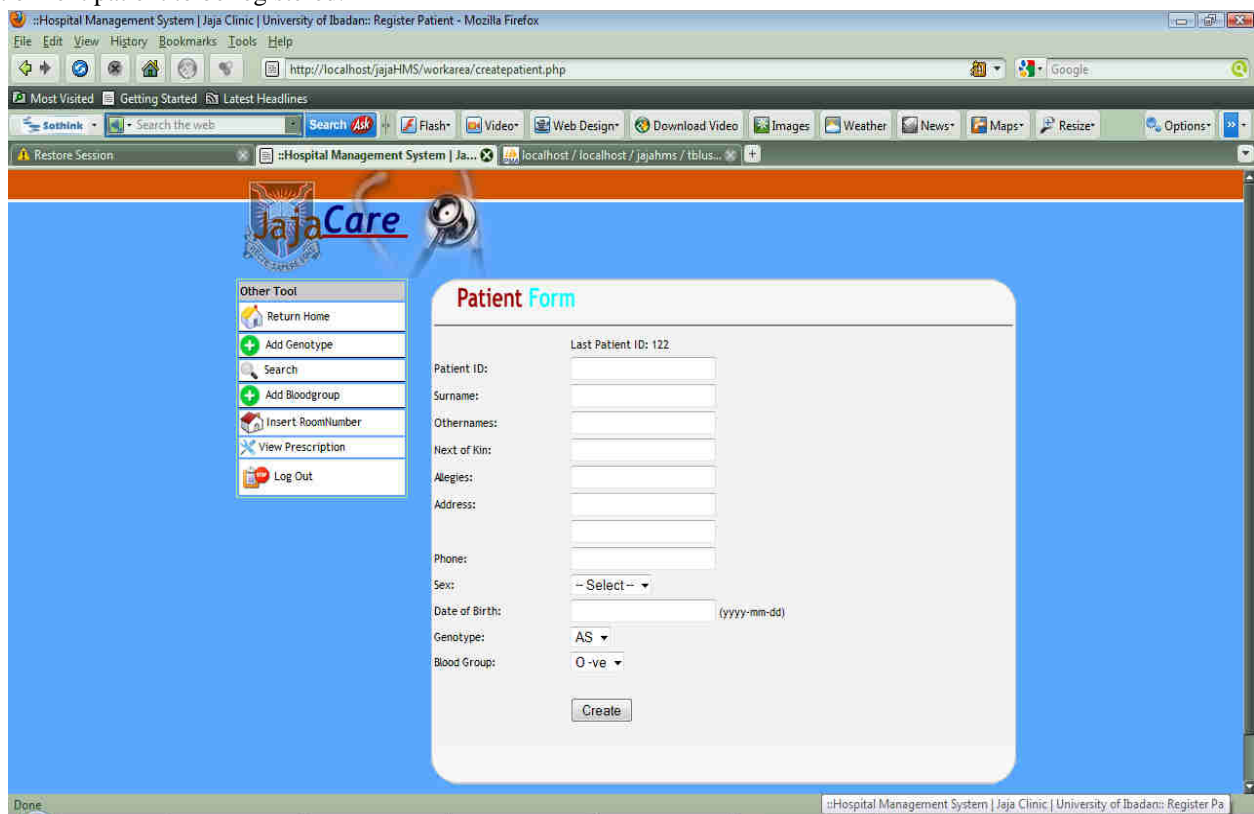 ::Hospital Management System | Jaja Clinic | University of Ibadan:: Register Patient - Mozilla Firefox
File Edit View History Bookmarks Tools Help
http://localhost/jajaHMS/workarea/createpatient.php Google
Most Visited Getting Started Latest Headlines
Sothink Search the web Search Ask Flash Video Web Design Download Video Images Weather News Maps Resize Options »
Restore Session ::Hospital Management System | Ja... localhost / localhost / jajahms / tblus... +
JajaCare
Other Tool
Return Home
Add Genotype
Search
Add Bloodgroup
Insert RoomNumber
View Prescription
Log Out
Patient Form
Last Patient ID: 122
Patient ID:
Surname:
Othernames:
Next of Kin:
Allegies:
Address:
Phone:
Sex: -- Select --
Date of Birth: (yyyy-mm-dd)
Genotype: AS
Blood Group: O -ve
Create
Done ::Hospital Management System | Jaja Clinic | University of Ibadan:: Register Pa